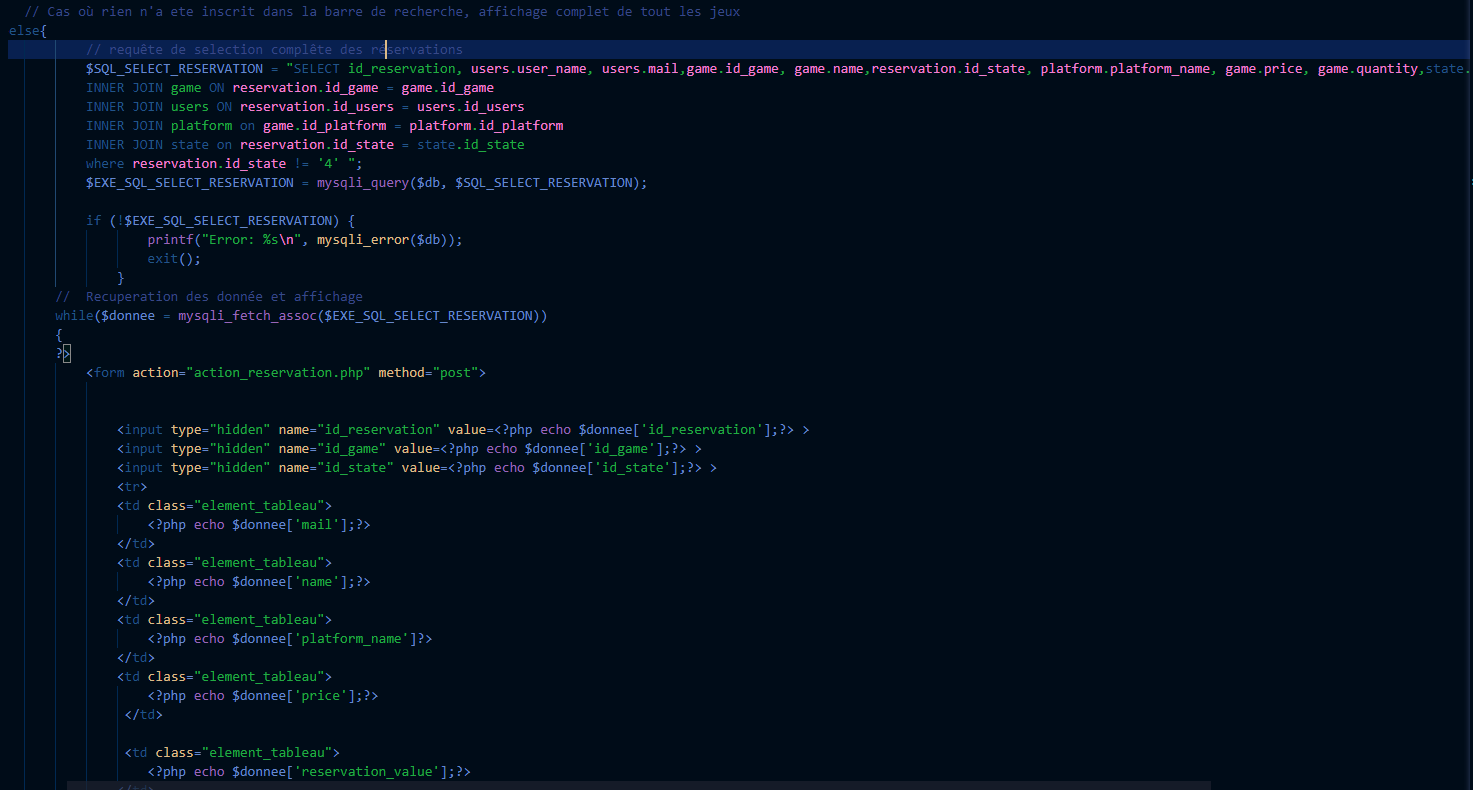 // Cas où rien n'a ete inscrit dans la barre de recherche, affichage complet de tout les jeux
else{
// requête de selection complête des réservations
$SQL_SELECT_RESERVATION = "SELECT id_reservation, users.user_name, users.mail,game.id_game, game.name,reservation.id_state, platform.platform_name, game.price, game.quantity,state.
INNER JOIN game ON reservation.id_game = game.id_game
INNER JOIN users ON reservation.id_users = users.id_users
INNER JOIN platform on game.id_platform = platform.id_platform
INNER JOIN state on reservation.id_state = state.id_state
where reservation.id_state != '4' ";
$EXE_SQL_SELECT_RESERVATION = mysqli_query($db, $SQL_SELECT_RESERVATION);
if (!$EXE_SQL_SELECT_RESERVATION) {
printf("Error: %s\n", mysqli_error($db));
exit();
}
//  Recuperation des donnée et affichage
while($donnee = mysqli_fetch_assoc($EXE_SQL_SELECT_RESERVATION))
{
?>
<form action="action_reservation.php" method="post">
<input type="hidden" name="id_reservation" value=<?php echo $donnee['id_reservation'];?> >
<input type="hidden" name="id_game" value=<?php echo $donnee['id_game'];?> >
<input type="hidden" name="id_state" value=<?php echo $donnee['id_state'];?> >
<tr>
<td class="element_tableau">
<?php echo $donnee['mail'];?>
</td>
<td class="element_tableau">
<?php echo $donnee['name'];?>
</td>
<td class="element_tableau">
<?php echo $donnee['platform_name']?>
</td>
<td class="element_tableau">
<?php echo $donnee['price'];?>
</td>
<td class="element_tableau">
<?php echo $donnee['reservation_value'];?>